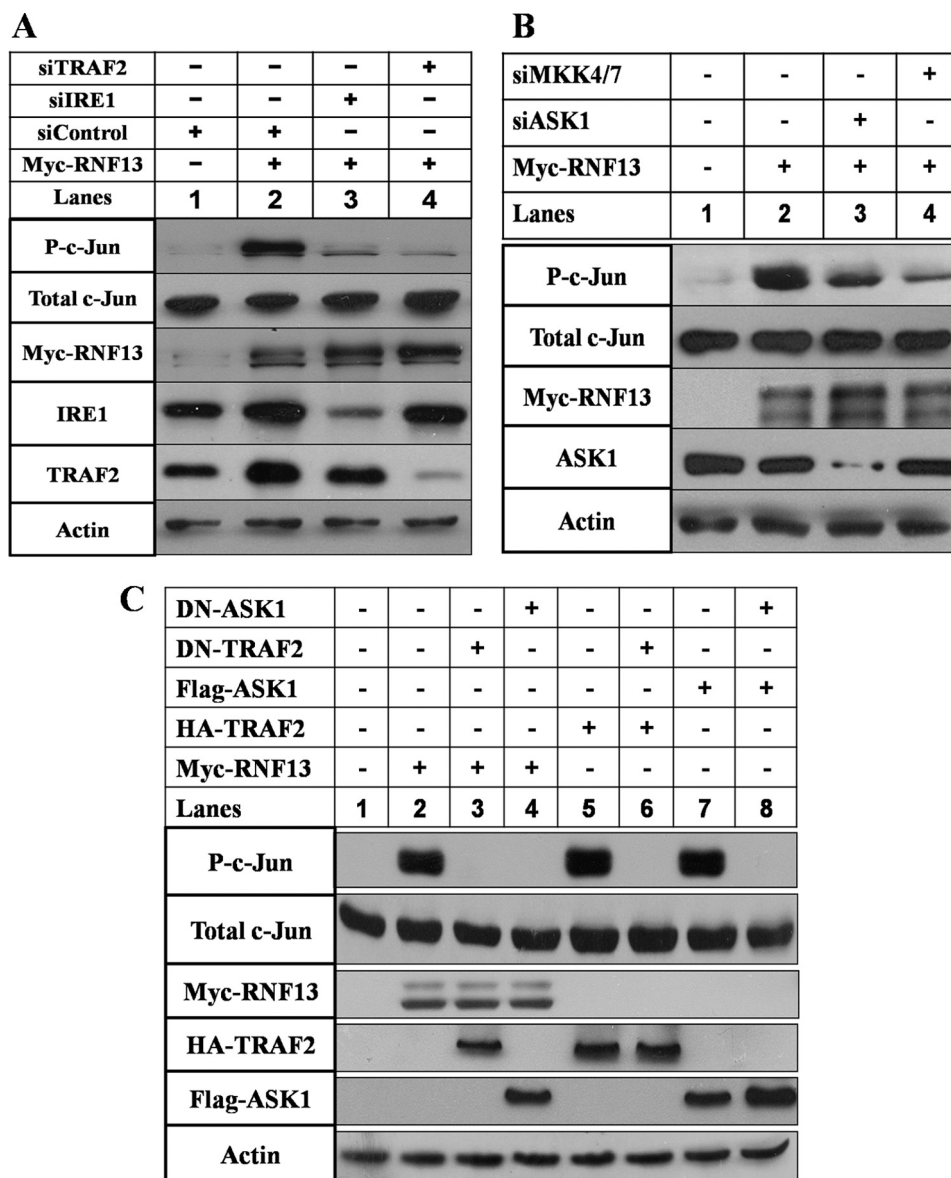 A
siTRAF2 – – – +
siIRE1 – – + –
siControl + + – –
Myc-RNF13 – + + +
Lanes 1 2 3 4
P-c-Jun
Total c-Jun
Myc-RNF13
IRE1
TRAF2
Actin
B
siMKK4/7 - - - +
siASK1 - - + -
Myc-RNF13 - + + +
Lanes 1 2 3 4
P-c-Jun
Total c-Jun
Myc-RNF13
ASK1
Actin
C
DN-ASK1 - - - + - - - +
DN-TRAF2 - - + - - + - -
Flag-ASK1 - - - - - - + +
HA-TRAF2 - - - - + + - -
Myc-RNF13 - + + + - - - -
Lanes 1 2 3 4 5 6 7 8
P-c-Jun
Total c-Jun
Myc-RNF13
HA-TRAF2
Flag-ASK1
Actin